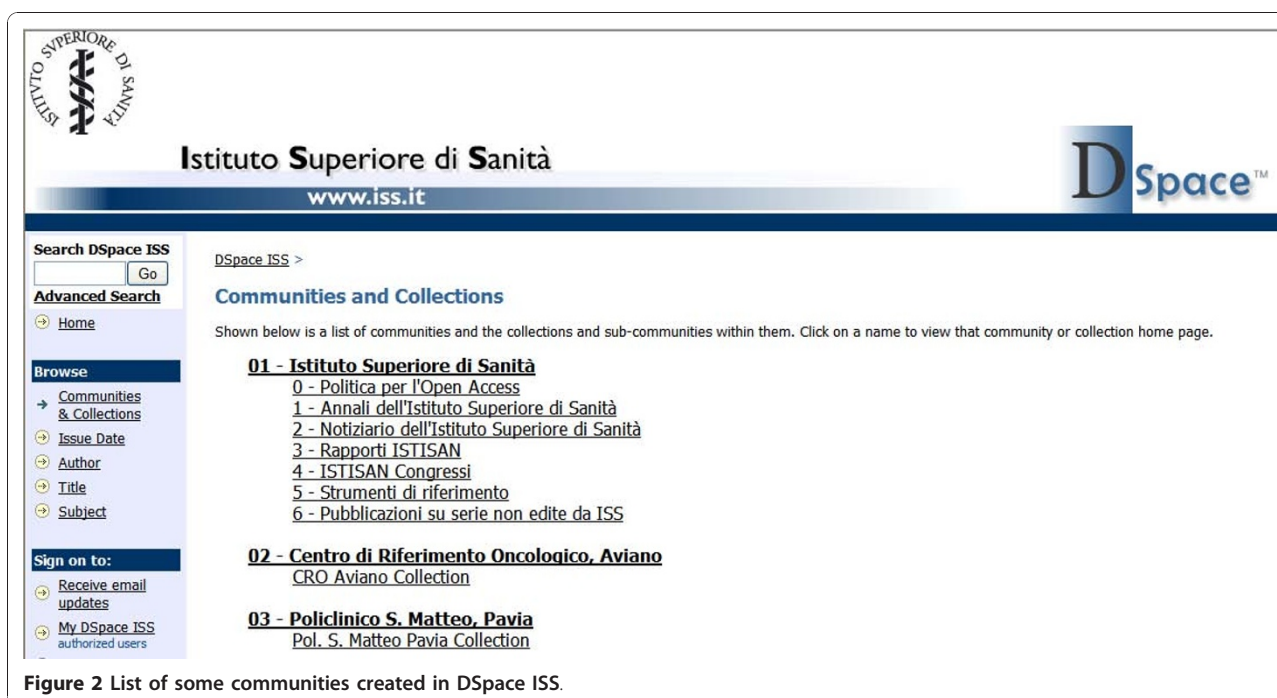 ISTITVTO SVPERIORE DI SANITÀ
Istituto Superiore di Sanità
www.iss.it
DSpace™
Search DSpace ISS
Go
Advanced Search
Home
Browse
Communities
& Collections
Issue Date
Author
Title
Subject
Sign on to:
Receive email
updates
My DSpace ISS
authorized users
DSpace ISS >
Communities and Collections
Shown below is a list of communities and the collections and sub-communities within them. Click on a name to view that community or collection home page.
01 - Istituto Superiore di Sanità
0 - Politica per l'Open Access
1 - Annali dell'Istituto Superiore di Sanità
2 - Notiziario dell'Istituto Superiore di Sanità
3 - Rapporti ISTISAN
4 - ISTISAN Congressi
5 - Strumenti di riferimento
6 - Pubblicazioni su serie non edite da ISS
02 - Centro di Riferimento Oncologico, Aviano
CRO Aviano Collection
03 - Policlinico S. Matteo, Pavia
Pol. S. Matteo Pavia Collection
Figure 2 List of some communities created in DSpace ISS.